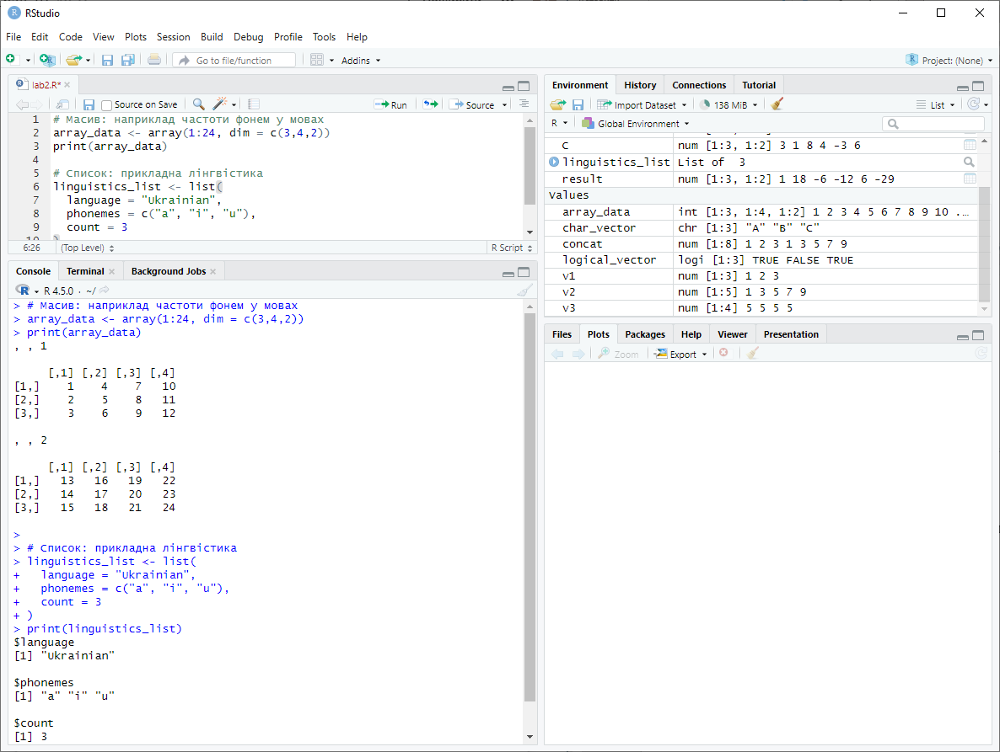 RStudio
File Edit Code View Plots Session Build Debug Profile Tools Help
Go to file/function Addins Project: (None)
lab2.R*
Source on Save Run Source
1 # Масив: наприклад частоти фонем у мовах
2 array_data <- array(1:24, dim = c(3,4,2))
3 print(array_data)
4
5 # Список: прикладна лінгвістика
6 linguistics_list <- list(
7 language = "Ukrainian",
8 phonemes = c("a", "i", "u"),
9 count = 3
10 )
6:26 (Top Level) R Script
Console Terminal Background Jobs
R 4.5.0 · ~/
> # Масив: наприклад частоти фонем у мовах
> array_data <- array(1:24, dim = c(3,4,2))
> print(array_data)
, , 1
[,1] [,2] [,3] [,4]
[1,] 1 4 7 10
[2,] 2 5 8 11
[3,] 3 6 9 12
, , 2
[,1] [,2] [,3] [,4]
[1,] 13 16 19 22
[2,] 14 17 20 23
[3,] 15 18 21 24
>
> # Список: прикладна лінгвістика
> linguistics_list <- list(
+ language = "Ukrainian",
+ phonemes = c("a", "i", "u"),
+ count = 3
+ )
> print(linguistics_list)
$language
[1] "Ukrainian"
$phonemes
[1] "a" "i" "u"
$count
[1] 3
Environment History Connections Tutorial
Import Dataset 138 MiB List
R Global Environment
C num [1:3, 1:2] 3 1 8 4 -3 6
linguistics_list List of 3
result num [1:3, 1:2] 1 18 -6 -12 6 -29
Values
array_data int [1:3, 1:4, 1:2] 1 2 3 4 5 6 7 8 9 10 ...
char_vector chr [1:3] "A" "B" "C"
concat num [1:8] 1 2 3 1 3 5 7 9
logical_vector logi [1:3] TRUE FALSE TRUE
v1 num [1:3] 1 2 3
v2 num [1:5] 1 3 5 7 9
v3 num [1:4] 5 5 5 5
Files Plots Packages Help Viewer Presentation
Zoom Export